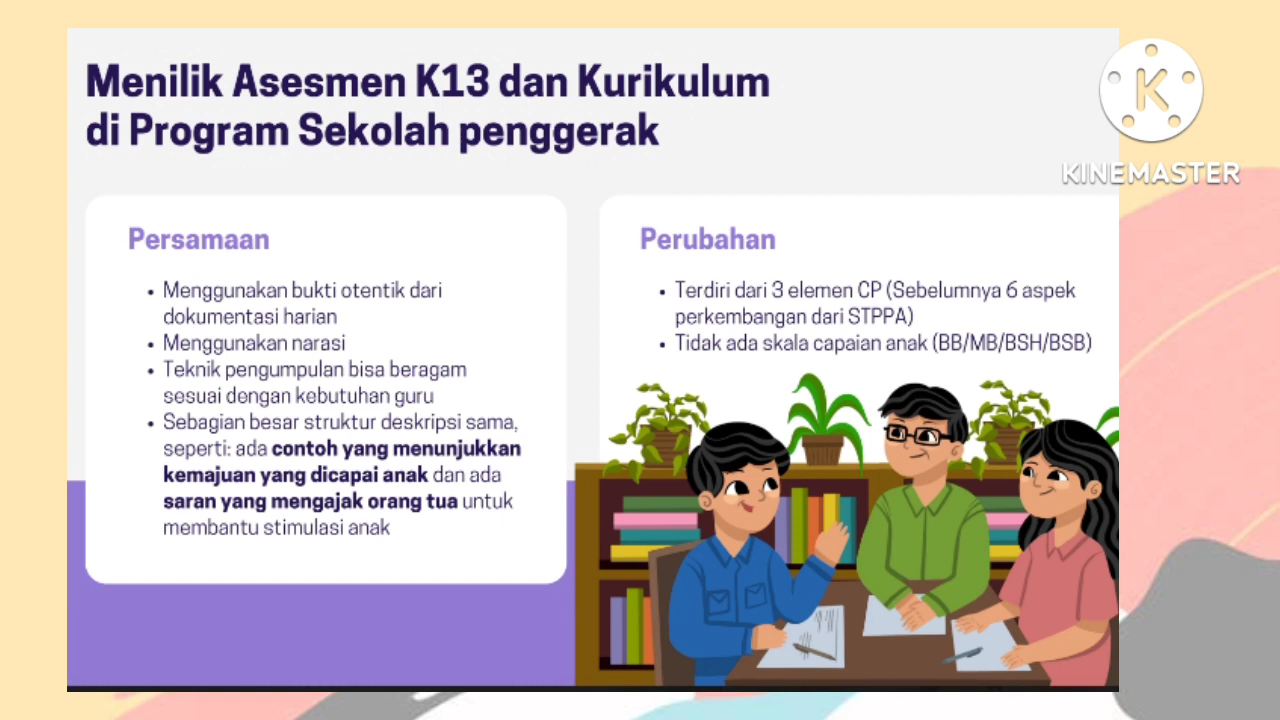 Menilik Asesmen K13 dan Kurikulum
di Program Sekolah penggerak
K
KINEMASTER
Persamaan
• Menggunakan bukti otentik dari
dokumentasi harian
• Menggunakan narasi
• Teknik pengumpulan bisa beragam
sesuai dengan kebutuhan guru
• Sebagian besar struktur deskripsi sama,
seperti: ada contoh yang menunjukkan
kemajuan yang dicapai anak dan ada
saran yang mengajak orang tua untuk
membantu stimulasi anak
Perubahan
• Terdiri dari 3 elemen CP (Sebelumnya 6 aspek
perkembangan dari STPPA)
• Tidak ada skala capaian anak (BB/MB/BSH/BSB)